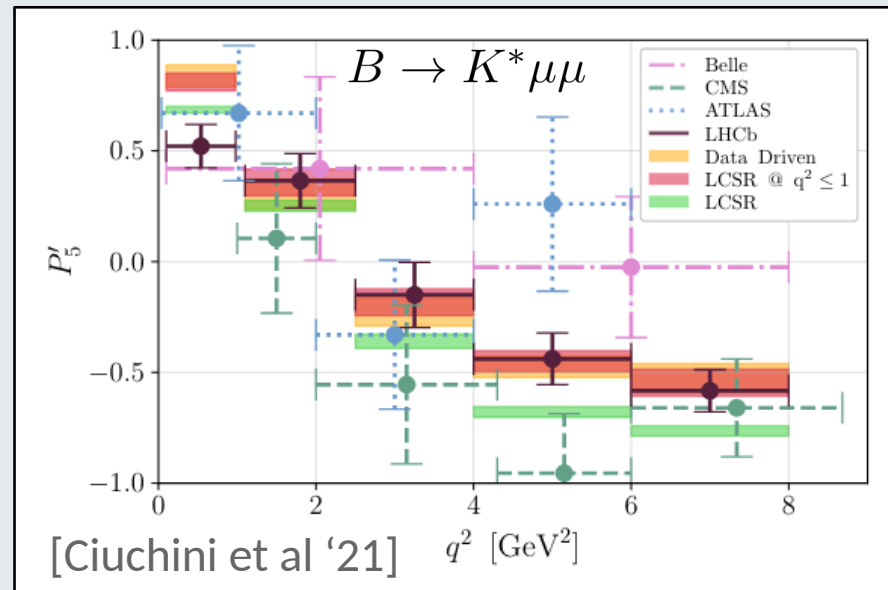 B → K*μμ
1.0
0.5
0.0
−0.5
−1.0
P′5
Belle
CMS
ATLAS
LHCb
Data Driven
LCSR @ q² ≤ 1
LCSR
0 2 4 6 8
q² [GeV²]
[Ciuchini et al ‘21]